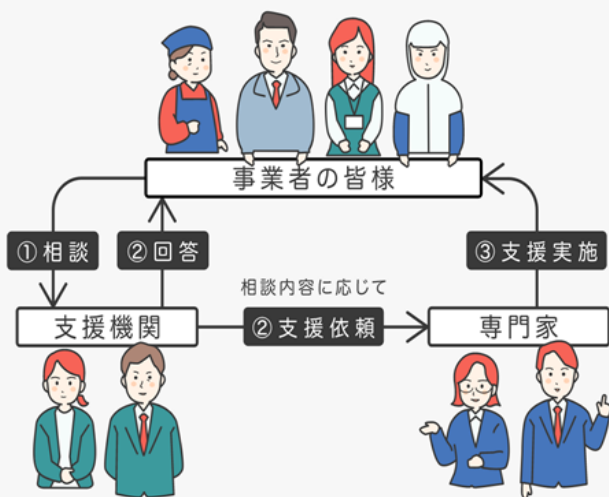 事業者の皆様
①相談
②回答
③支援実施
相談内容に応じて
②支援依頼
支援機関
専門家